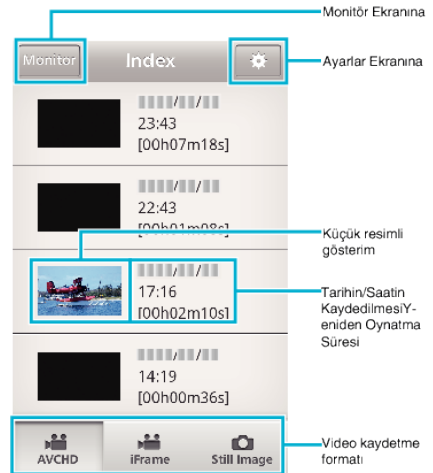 Monitör Ekranına
Monitor
Index
Ayarlar Ekranına
23:43
[00h07m18s]
22:43
[00h01m08s]
Küçük resimli
gösterim
17:16
[00h02m10s]
Tarihin/Saatin
KaydedilmesiY-
eniden Oynatma
Süresi
14:19
[00h00m36s]
AVCHD
iFrame
Still Image
Video kaydetme
formatı